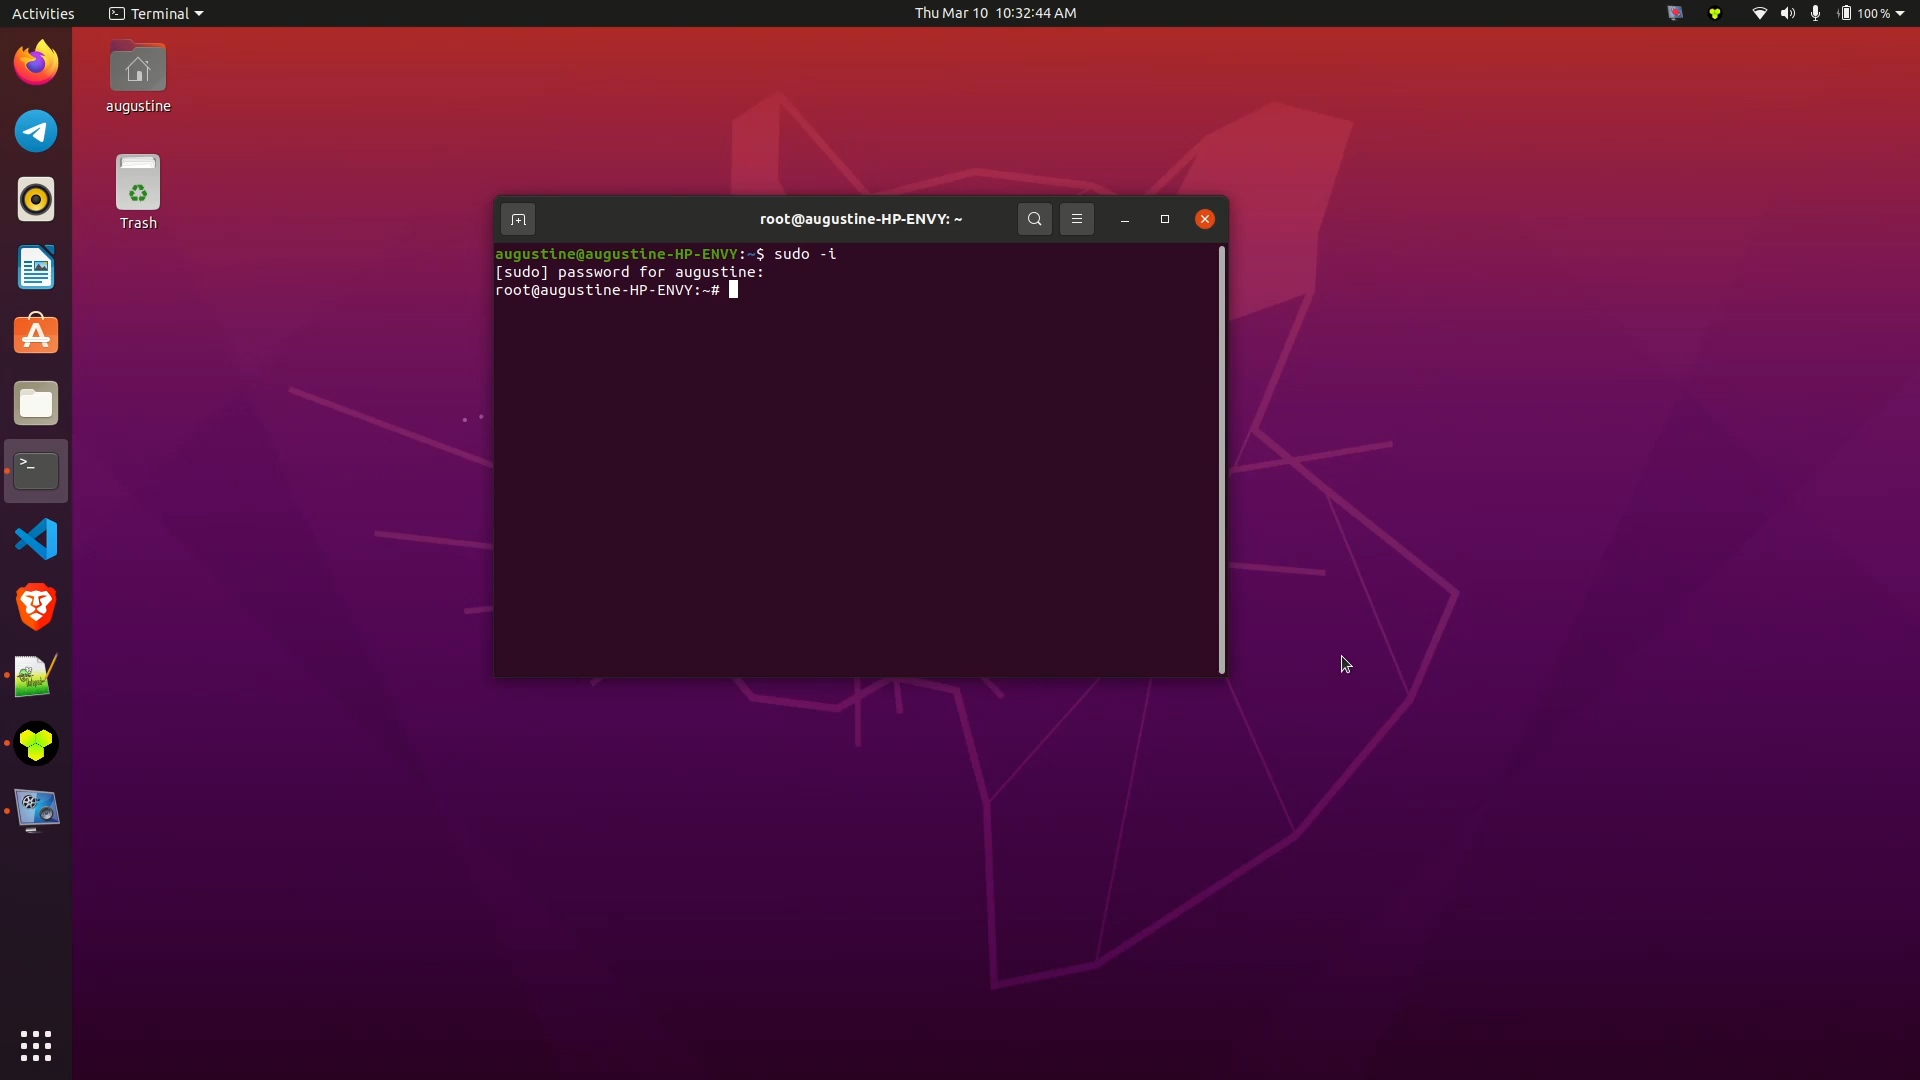 Activities
Terminal
Thu Mar 10 10:32:44 AM
100 %
augustine
Trash
root@augustine-HP-ENVY: ~
augustine@augustine-HP-ENVY:~$ sudo -i
[sudo] password for augustine:
root@augustine-HP-ENVY:~#